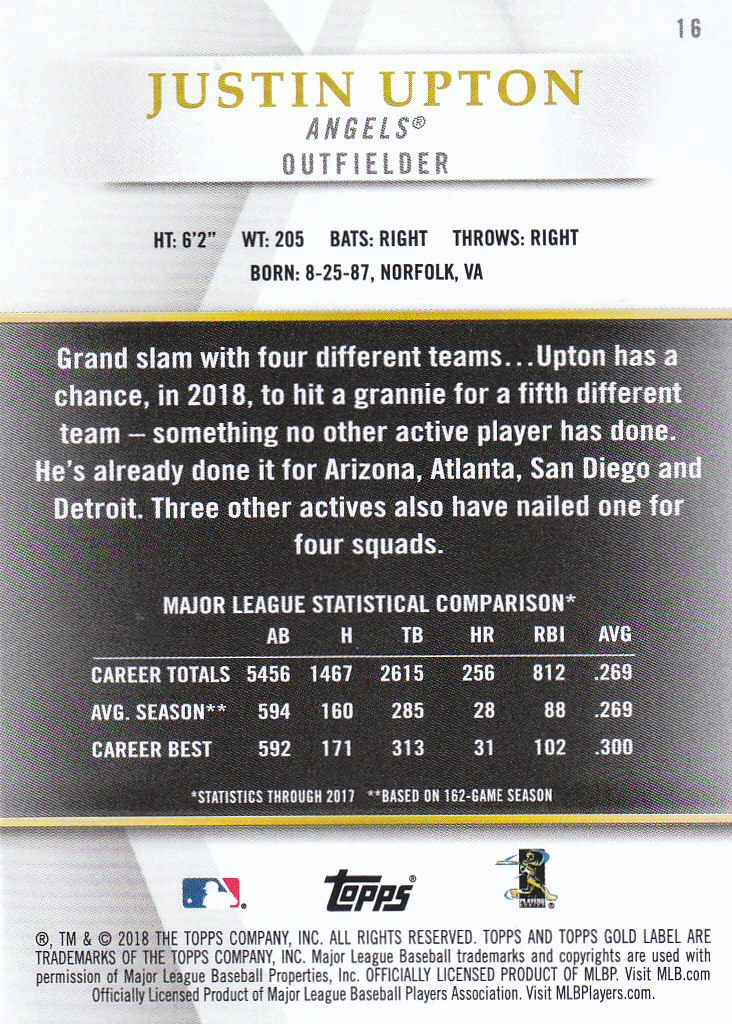 16
JUSTIN UPTON
ANGELS®
OUTFIELDER
HT: 6'2" WT: 205 BATS: RIGHT THROWS: RIGHT
BORN: 8-25-87, NORFOLK, VA
Grand slam with four different teams...Upton has a
chance, in 2018, to hit a grannie for a fifth different
team – something no other active player has done.
He's already done it for Arizona, Atlanta, San Diego and
Detroit. Three other actives also have nailed one for
four squads.
MAJOR LEAGUE STATISTICAL COMPARISON*
AB H TB HR RBI AVG
CAREER TOTALS 5456 1467 2615 256 812 .269
AVG. SEASON** 594 160 285 28 88 .269
CAREER BEST 592 171 313 31 102 .300
*STATISTICS THROUGH 2017 **BASED ON 162-GAME SEASON
TOPPS®
PLAYERS CHOICE ®
®, TM & © 2018 THE TOPPS COMPANY, INC. ALL RIGHTS RESERVED. TOPPS AND TOPPS GOLD LABEL ARE
TRADEMARKS OF THE TOPPS COMPANY, INC. Major League Baseball trademarks and copyrights are used with
permission of Major League Baseball Properties, Inc. OFFICIALLY LICENSED PRODUCT OF MLBP. Visit MLB.com
Officially Licensed Product of Major League Baseball Players Association. Visit MLBPlayers.com.